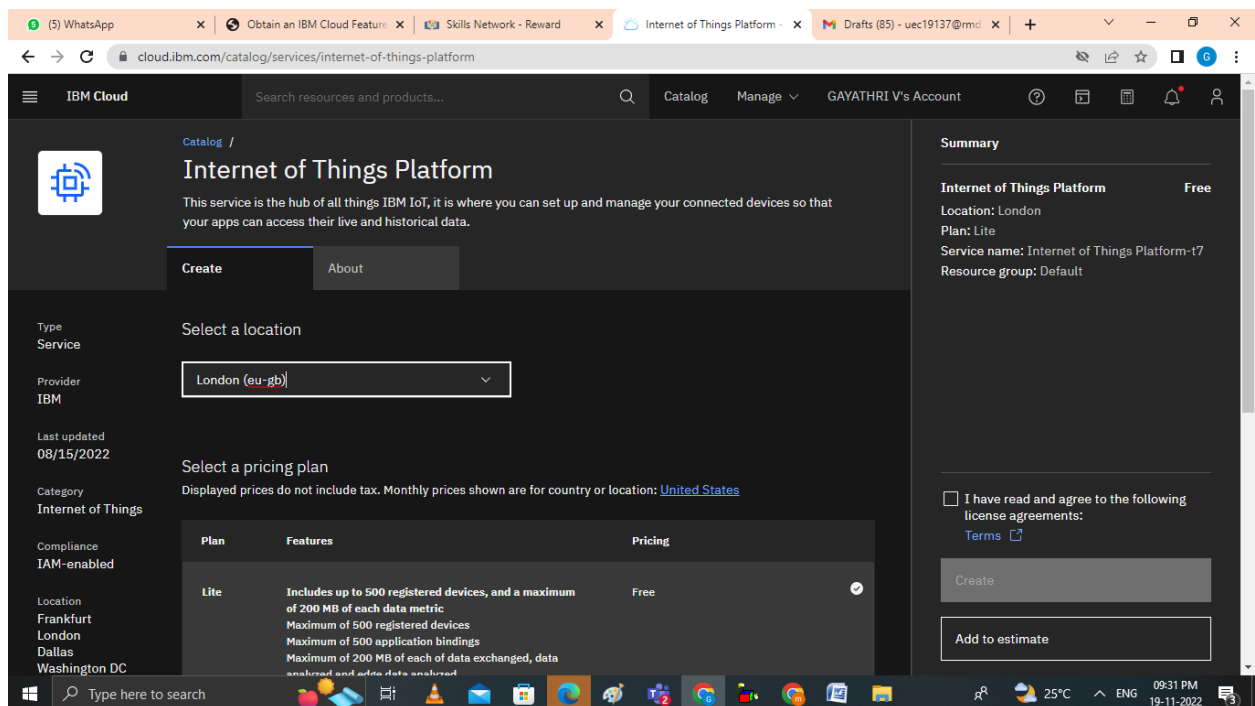 (5) WhatsApp
Obtain an IBM Cloud Feature
Skills Network - Reward
Internet of Things Platform -
Drafts (85) - uec19137@rmd.
cloud.ibm.com/catalog/services/internet-of-things-platform
G
IBM Cloud
Search resources and products...
Catalog
Manage
GAYATHRI V's Account
Catalog /
Internet of Things Platform
This service is the hub of all things IBM IoT, it is where you can set up and manage your connected devices so that
your apps can access their live and historical data.
Create
About
Type
Service
Provider
IBM
Last updated
08/15/2022
Category
Internet of Things
Compliance
IAM-enabled
Location
Frankfurt
London
Dallas
Washington DC
Select a location
London (eu-gb)
Select a pricing plan
Displayed prices do not include tax. Monthly prices shown are for country or location: United States
Plan Features Pricing
Lite Includes up to 500 registered devices, and a maximum Free
of 200 MB of each data metric
Maximum of 500 registered devices
Maximum of 500 application bindings
Maximum of 200 MB of each of data exchanged, data
analyzed and edge data analyzed
Summary
Internet of Things Platform Free
Location: London
Plan: Lite
Service name: Internet of Things Platform-t7
Resource group: Default
I have read and agree to the following
license agreements:
Terms
Create
Add to estimate
Type here to search
25°C
ENG
09:31 PM
19-11-2022
3